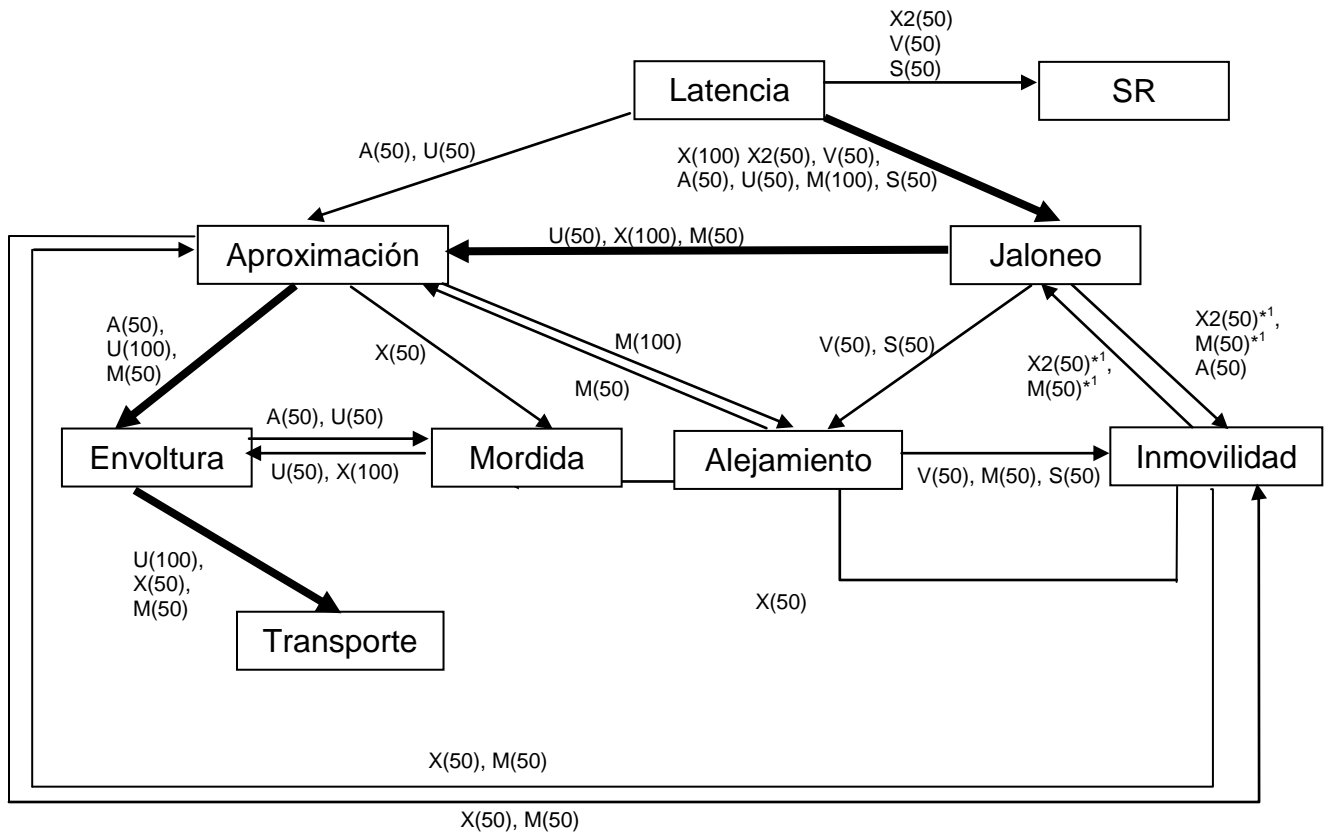 X2(50)
V(50)
S(50)
Latencia
SR
A(50), U(50)
X(100) X2(50), V(50),
A(50), U(50), M(100), S(50)
Aproximación
U(50), X(100), M(50)
Jaloneo
A(50),
U(100),
M(50)
X(50)
M(100)
M(50)
V(50), S(50)
X2(50)*¹,
M(50)*¹
X2(50)*¹,
M(50)*¹
A(50)
Envoltura
A(50), U(50)
U(50), X(100)
Mordida
Alejamiento
V(50), M(50), S(50)
Inmovilidad
U(100),
X(50),
M(50)
X(50)
Transporte
X(50), M(50)
X(50), M(50)